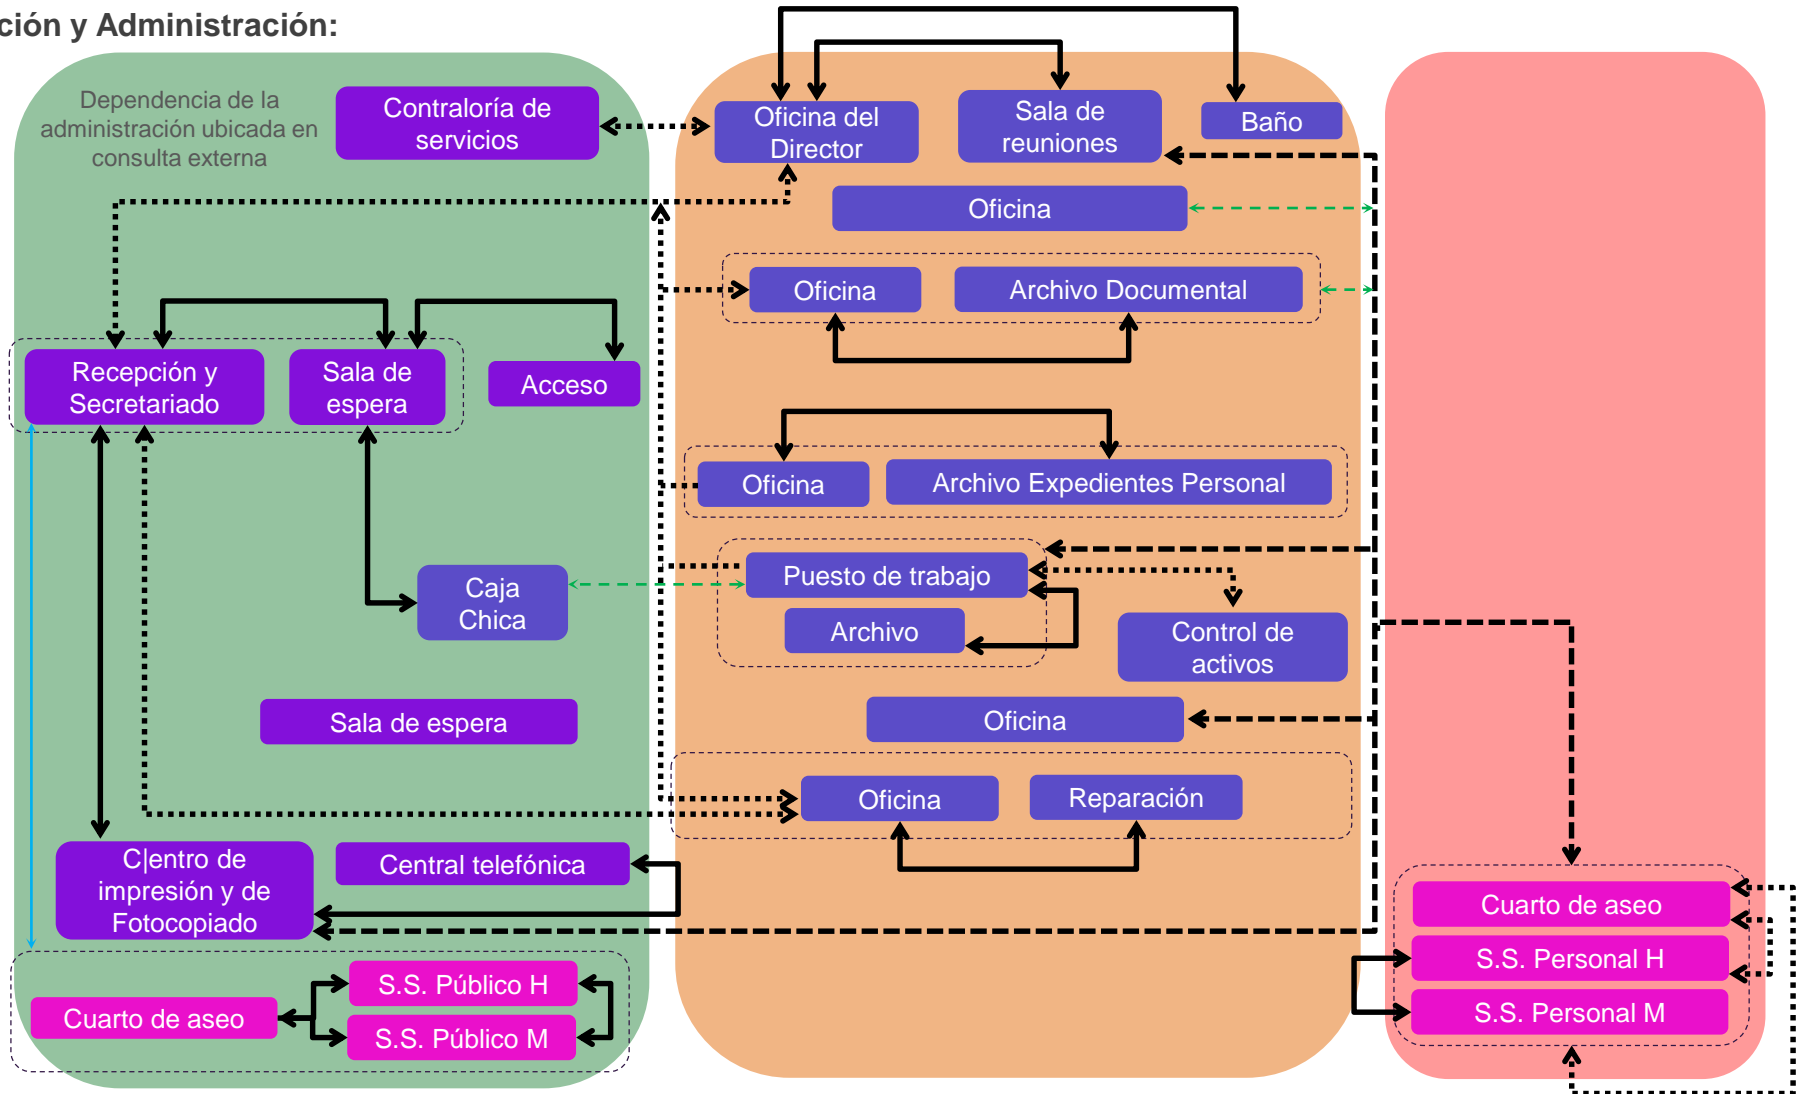 ción y Administración:
Dependencia de la
administración ubicada en
consulta externa
Contraloría de
servicios
Oficina del
Director
Sala de
reuniones
Baño
Oficina
Oficina
Archivo Documental
Recepción y
Secretariado
Sala de
espera
Acceso
Oficina
Archivo Expedientes Personal
Caja
Chica
Puesto de trabajo
Archivo
Control de
activos
Sala de espera
Oficina
Oficina
Reparación
C|entro de
impresión y de
Fotocopiado
Central telefónica
Cuarto de aseo
S.S. Público H
S.S. Público M
Cuarto de aseo
S.S. Personal H
S.S. Personal M